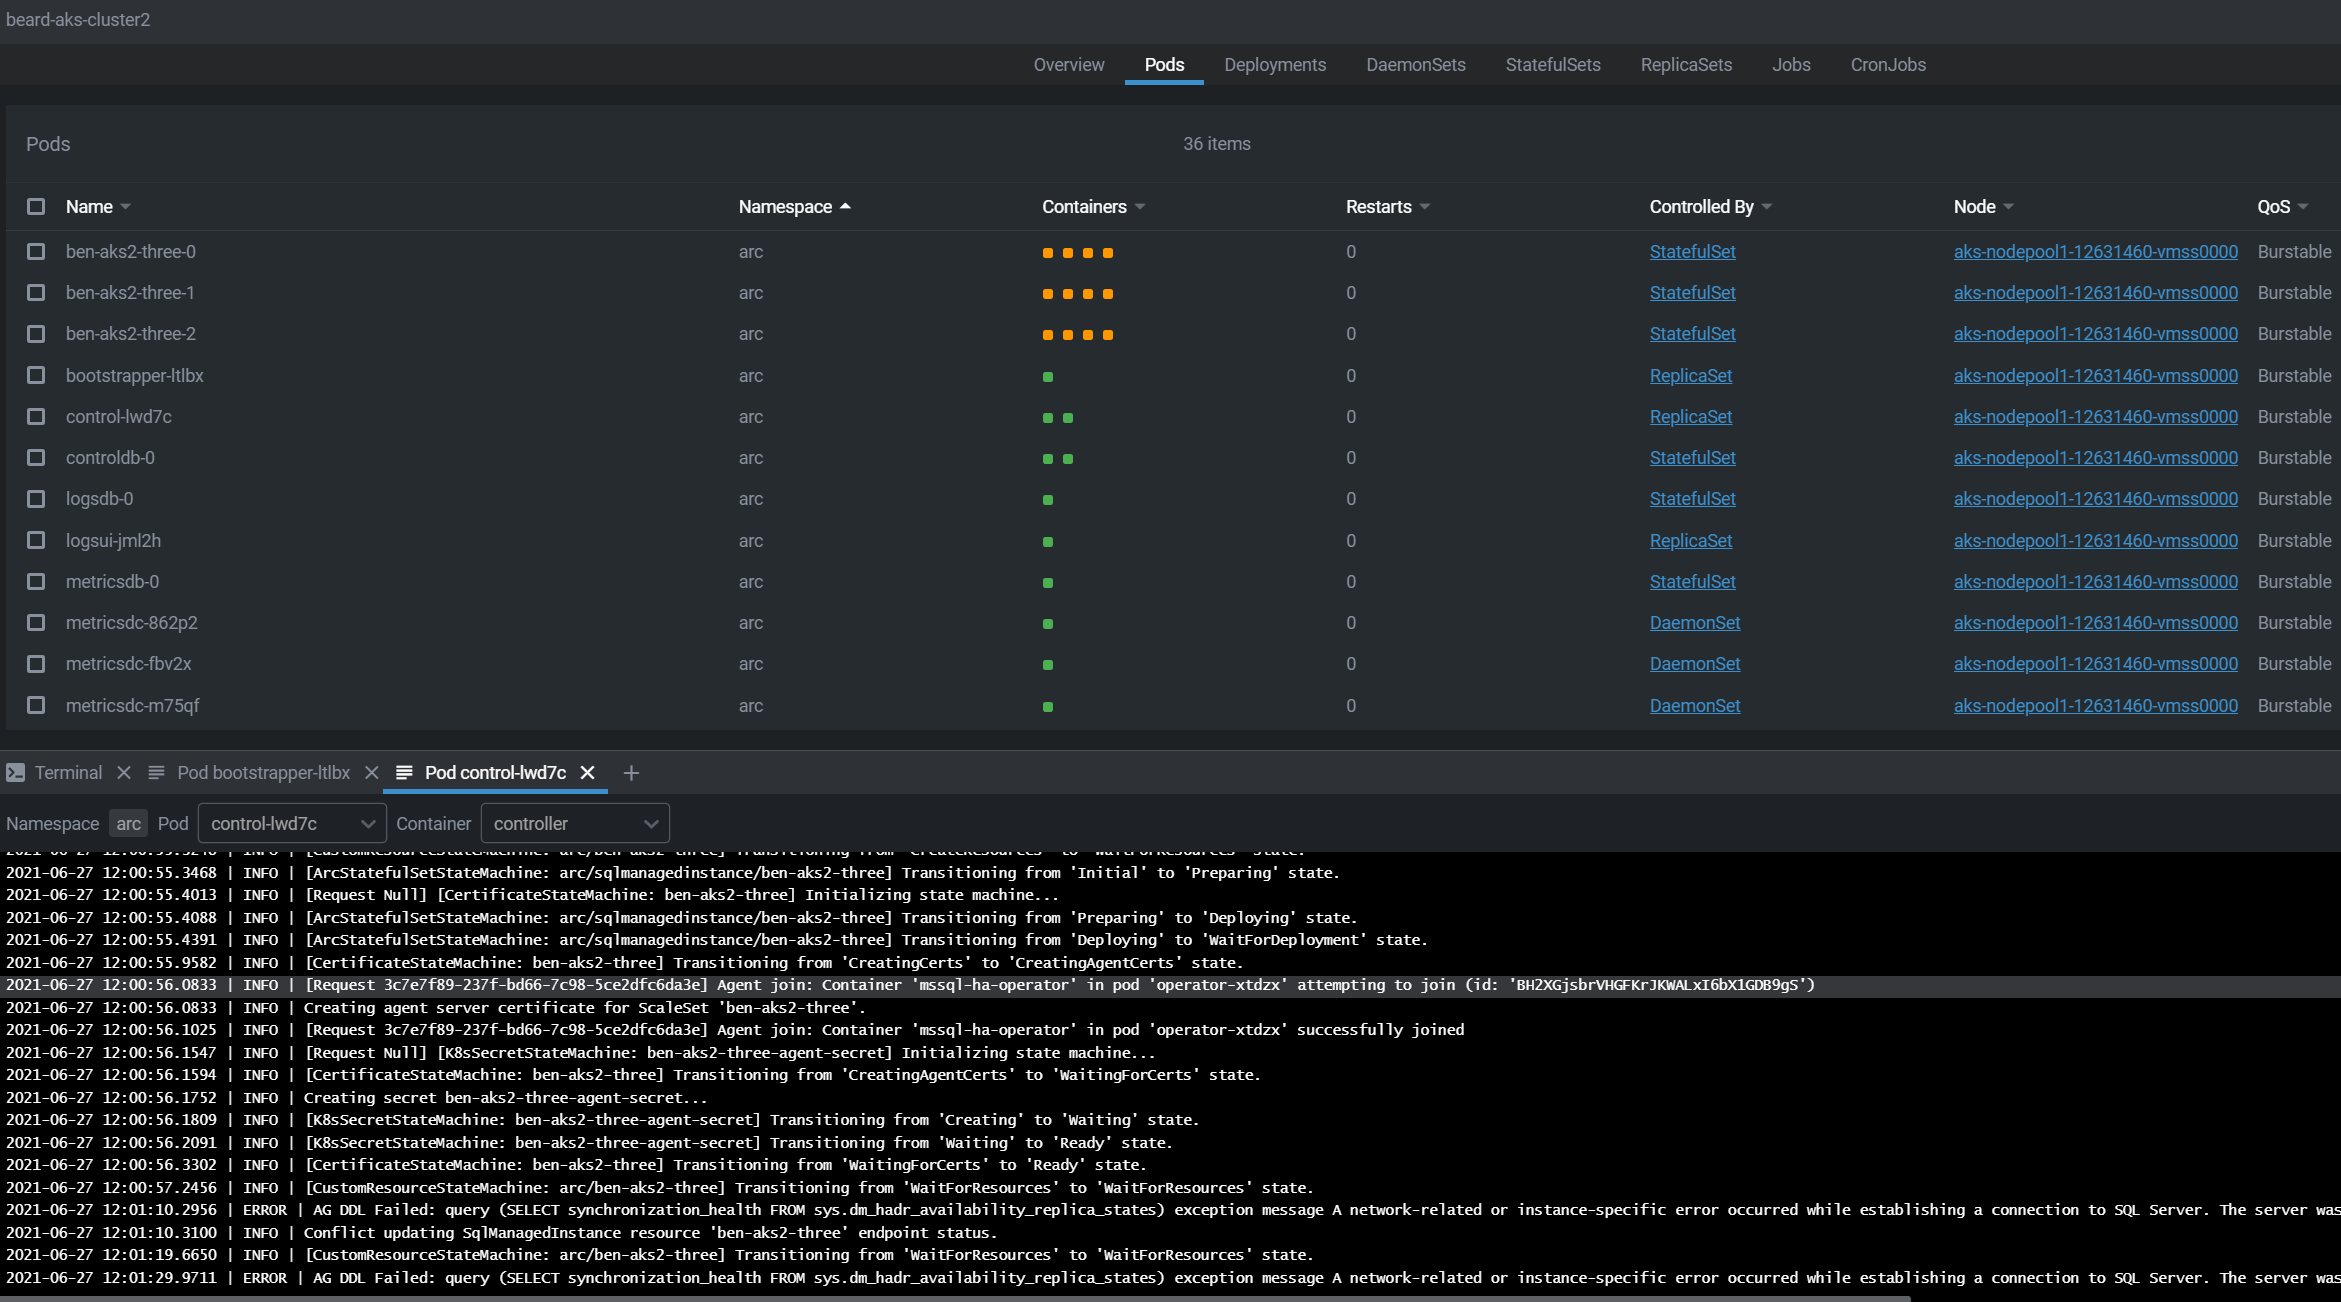 beard-aks-cluster2
Overview Pods Deployments DaemonSets StatefulSets ReplicaSets Jobs CronJobs
Pods 36 items
Name Namespace Containers Restarts Controlled By Node QoS
ben-aks2-three-0 arc 0 StatefulSet aks-nodepool1-12631460-vmss0000 Burstable
ben-aks2-three-1 arc 0 StatefulSet aks-nodepool1-12631460-vmss0000 Burstable
ben-aks2-three-2 arc 0 StatefulSet aks-nodepool1-12631460-vmss0000 Burstable
bootstrapper-ltlbx arc 0 ReplicaSet aks-nodepool1-12631460-vmss0000 Burstable
control-lwd7c arc 0 ReplicaSet aks-nodepool1-12631460-vmss0000 Burstable
controldb-0 arc 0 StatefulSet aks-nodepool1-12631460-vmss0000 Burstable
logsdb-0 arc 0 StatefulSet aks-nodepool1-12631460-vmss0000 Burstable
logsui-jml2h arc 0 ReplicaSet aks-nodepool1-12631460-vmss0000 Burstable
metricsdb-0 arc 0 StatefulSet aks-nodepool1-12631460-vmss0000 Burstable
metricsdc-862p2 arc 0 DaemonSet aks-nodepool1-12631460-vmss0000 Burstable
metricsdc-fbv2x arc 0 DaemonSet aks-nodepool1-12631460-vmss0000 Burstable
metricsdc-m75qf arc 0 DaemonSet aks-nodepool1-12631460-vmss0000 Burstable
Terminal Pod bootstrapper-ltlbx Pod control-lwd7c
Namespace arc Pod control-lwd7c Container controller
| INFO | [CustomResourceStateMachine: arc/ben-aks2-three] Transitioning from 'CreateResources' to 'WaitForResources' state.
2021-06-27 12:00:55.3468 | INFO | [ArcStatefulSetStateMachine: arc/sqlmanagedinstance/ben-aks2-three] Transitioning from 'Initial' to 'Preparing' state.
2021-06-27 12:00:55.4013 | INFO | [Request Null] [CertificateStateMachine: ben-aks2-three] Initializing state machine...
2021-06-27 12:00:55.4088 | INFO | [ArcStatefulSetStateMachine: arc/sqlmanagedinstance/ben-aks2-three] Transitioning from 'Preparing' to 'Deploying' state.
2021-06-27 12:00:55.4391 | INFO | [ArcStatefulSetStateMachine: arc/sqlmanagedinstance/ben-aks2-three] Transitioning from 'Deploying' to 'WaitForDeployment' state.
2021-06-27 12:00:55.9582 | INFO | [CertificateStateMachine: ben-aks2-three] Transitioning from 'CreatingCerts' to 'CreatingAgentCerts' state.
2021-06-27 12:00:56.0833 | INFO | [Request 3c7e7f89-237f-bd66-7c98-5ce2dfc6da3e] Agent join: Container 'mssql-ha-operator' in pod 'operator-xtdzx' attempting to join (id: 'BH2XGjsbrVHGFKrJKWALxI6bX1GDB9gS')
2021-06-27 12:00:56.0833 | INFO | Creating agent server certificate for ScaleSet 'ben-aks2-three'.
2021-06-27 12:00:56.1025 | INFO | [Request 3c7e7f89-237f-bd66-7c98-5ce2dfc6da3e] Agent join: Container 'mssql-ha-operator' in pod 'operator-xtdzx' successfully joined
2021-06-27 12:00:56.1547 | INFO | [Request Null] [K8sSecretStateMachine: ben-aks2-three-agent-secret] Initializing state machine...
2021-06-27 12:00:56.1594 | INFO | [CertificateStateMachine: ben-aks2-three] Transitioning from 'CreatingAgentCerts' to 'WaitingForCerts' state.
2021-06-27 12:00:56.1752 | INFO | Creating secret ben-aks2-three-agent-secret...
2021-06-27 12:00:56.1809 | INFO | [K8sSecretStateMachine: ben-aks2-three-agent-secret] Transitioning from 'Creating' to 'Waiting' state.
2021-06-27 12:00:56.2091 | INFO | [K8sSecretStateMachine: ben-aks2-three-agent-secret] Transitioning from 'Waiting' to 'Ready' state.
2021-06-27 12:00:56.3302 | INFO | [CertificateStateMachine: ben-aks2-three] Transitioning from 'WaitingForCerts' to 'Ready' state.
2021-06-27 12:00:57.2456 | INFO | [CustomResourceStateMachine: arc/ben-aks2-three] Transitioning from 'WaitForResources' to 'WaitForResources' state.
2021-06-27 12:01:10.2956 | ERROR | AG DDL Failed: query (SELECT synchronization_health FROM sys.dm_hadr_availability_replica_states) exception message A network-related or instance-specific error occurred while establishing a connection to SQL Server. The server was
2021-06-27 12:01:10.3100 | INFO | Conflict updating SqlManagedInstance resource 'ben-aks2-three' endpoint status.
2021-06-27 12:01:19.6650 | INFO | [CustomResourceStateMachine: arc/ben-aks2-three] Transitioning from 'WaitForResources' to 'WaitForResources' state.
2021-06-27 12:01:29.9711 | ERROR | AG DDL Failed: query (SELECT synchronization_health FROM sys.dm_hadr_availability_replica_states) exception message A network-related or instance-specific error occurred while establishing a connection to SQL Server. The server was